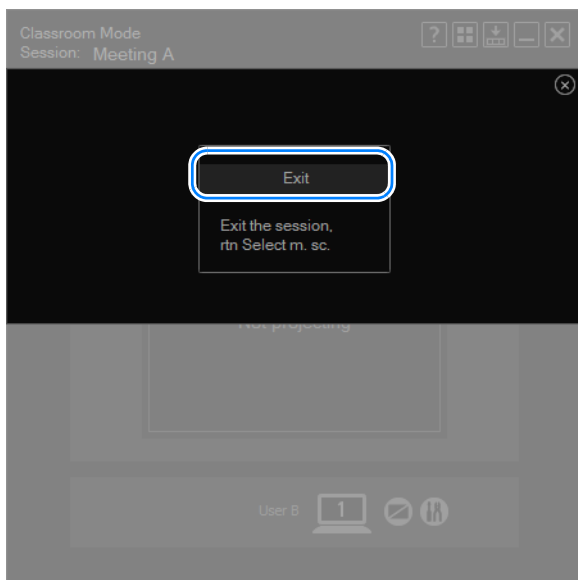 Classroom Mode
Session: Meeting A
?
Exit
Exit the session,
rtn Select m. sc.
Not projecting
User B 1